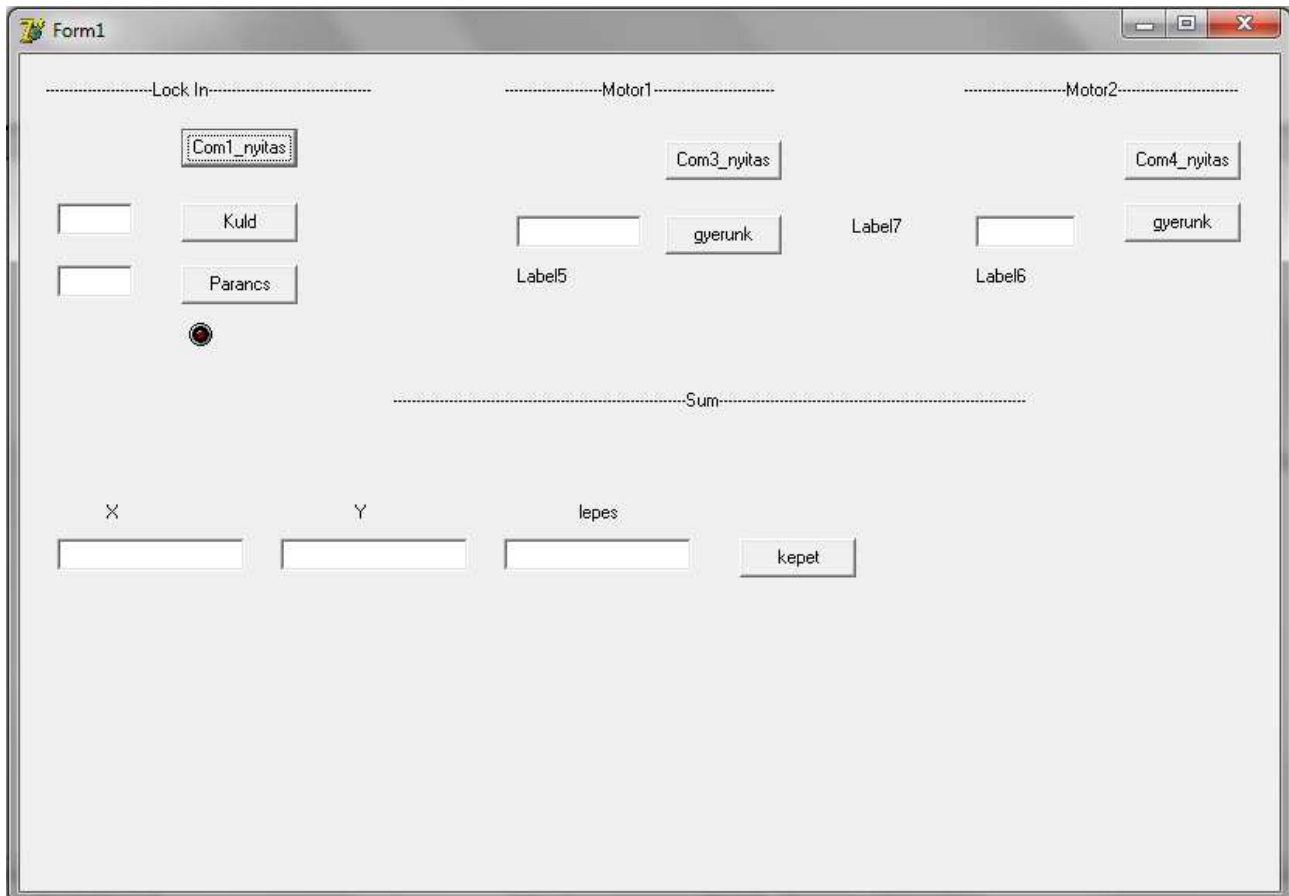 Form1
----------------------Lock In----------------------------------
--------------------Motor1-------------------------
---------------------Motor2-------------------------
Com1_nyitas
Com3_nyitas
Com4_nyitas
Kuld
gyerunk
Label7
gyerunk
Parancs
Label5
Label6
-------------------------------------------------------------Sum----------------------------------------------------------------
X
Y
lepes
kepet